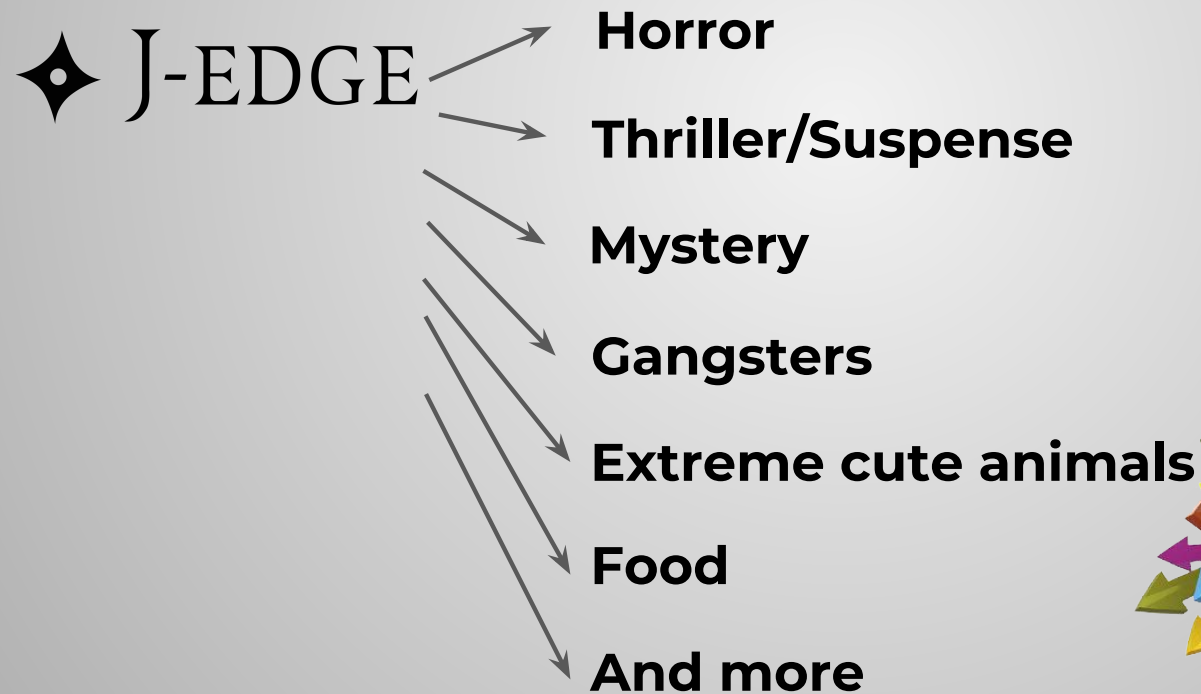 J-EDGE
Horror
Thriller/Suspense
Mystery
Gangsters
Extreme cute animals
Food
And more